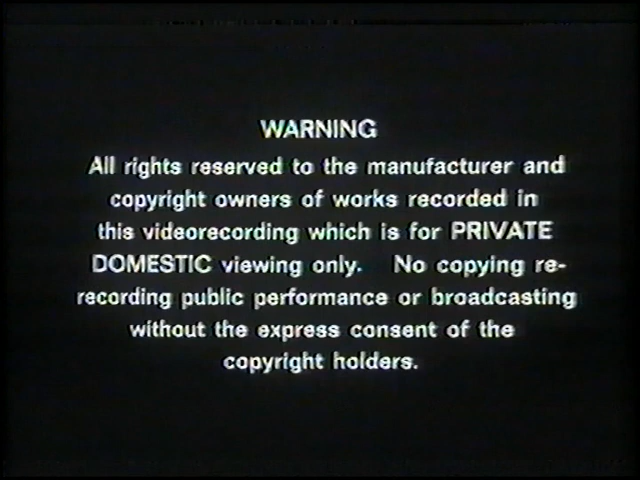 WARNING
All rights reserved to the manufacturer and
copyright owners of works recorded in
this videorecording which is for PRIVATE
DOMESTIC viewing only. No copying re-
recording public performance or broadcasting
without the express consent of the
copyright holders.